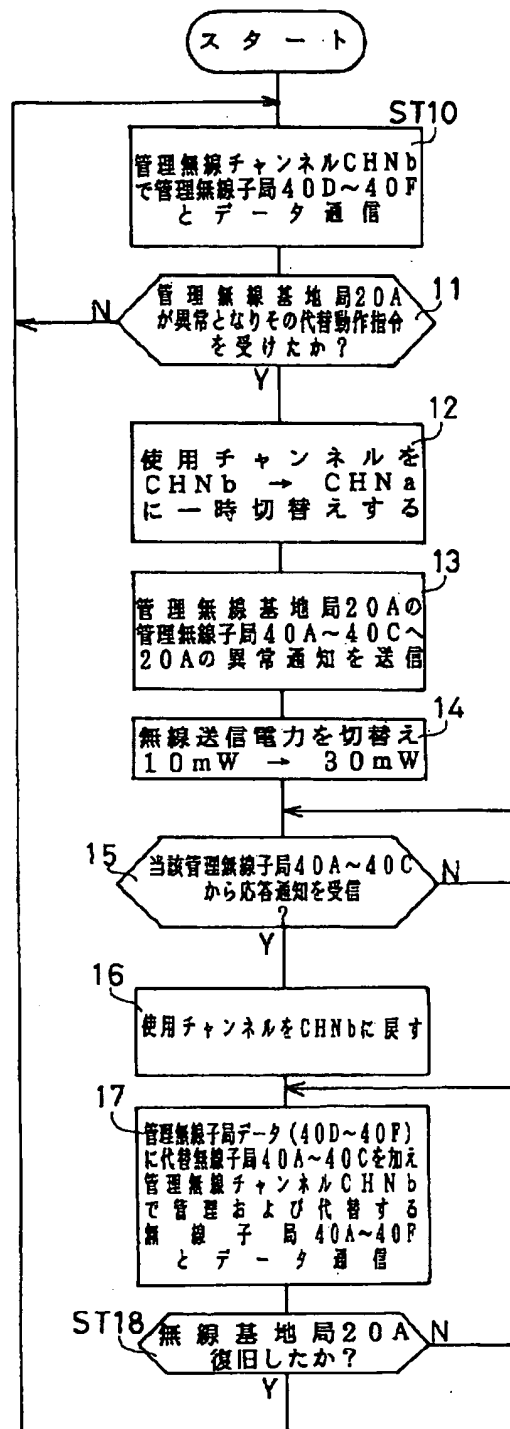 スタート
ST10
管理無線チャンネルCHNb
で管理無線子局40D~40F
とデータ通信
管理無線基地局20A
が異常となりその代替動作指令
を受けたか?
11
N
Y
12
使用チャンネルを
CHNb → CHNa
に一時切替えする
13
管理無線基地局20Aの
管理無線子局40A~40Cへ
20Aの異常通知を送信
14
無線送信電力を切替え
10mW → 30mW
15
当該管理無線子局40A~40C
から応答通知を受信
?
N
Y
16
使用チャンネルをCHNbに戻す
17
管理無線子局データ(40D~40F)
に代替無線子局40A~40Cを加え
管理無線チャンネルCHNb
で管理および代替する
無線子局40A~40F
とデータ通信
ST18
無線基地局20A
復旧したか?
N
Y